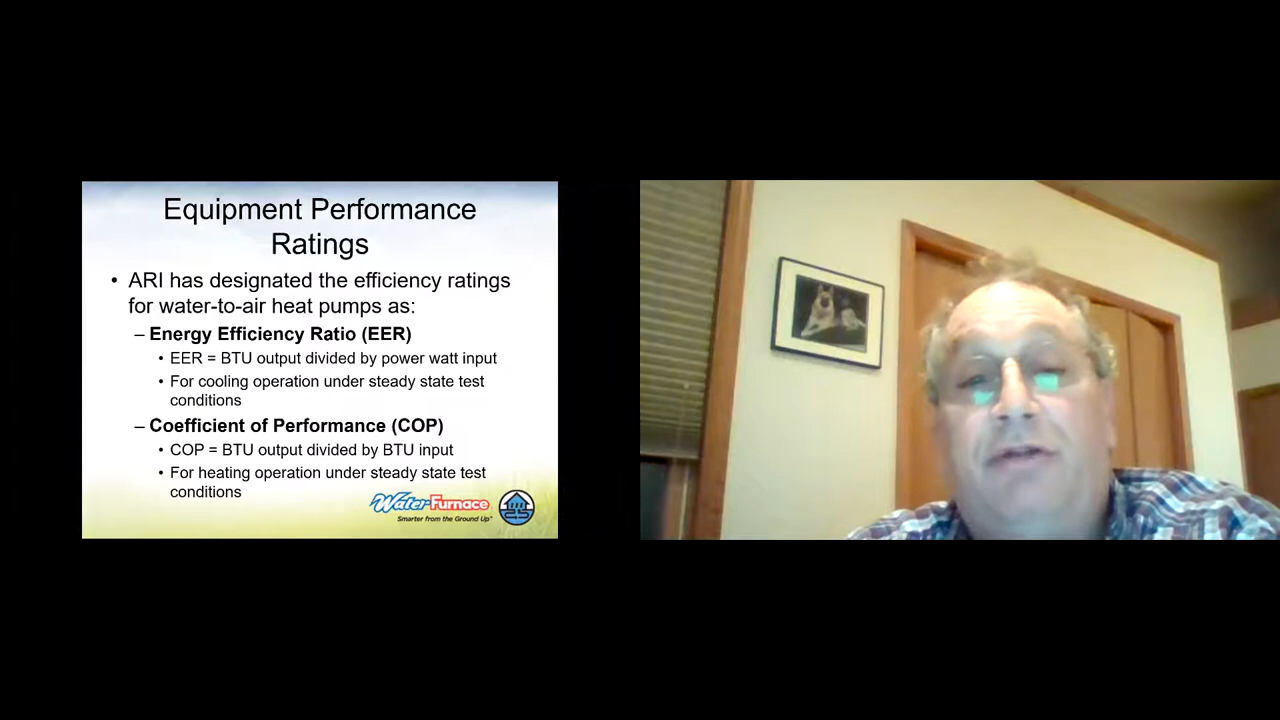 Equipment Performance
Ratings
• ARI has designated the efficiency ratings
for water-to-air heat pumps as:
– Energy Efficiency Ratio (EER)
• EER = BTU output divided by power watt input
• For cooling operation under steady state test
conditions
– Coefficient of Performance (COP)
• COP = BTU output divided by BTU input
• For heating operation under steady state test
conditions
WaterFurnace
Smarter from the Ground Up™